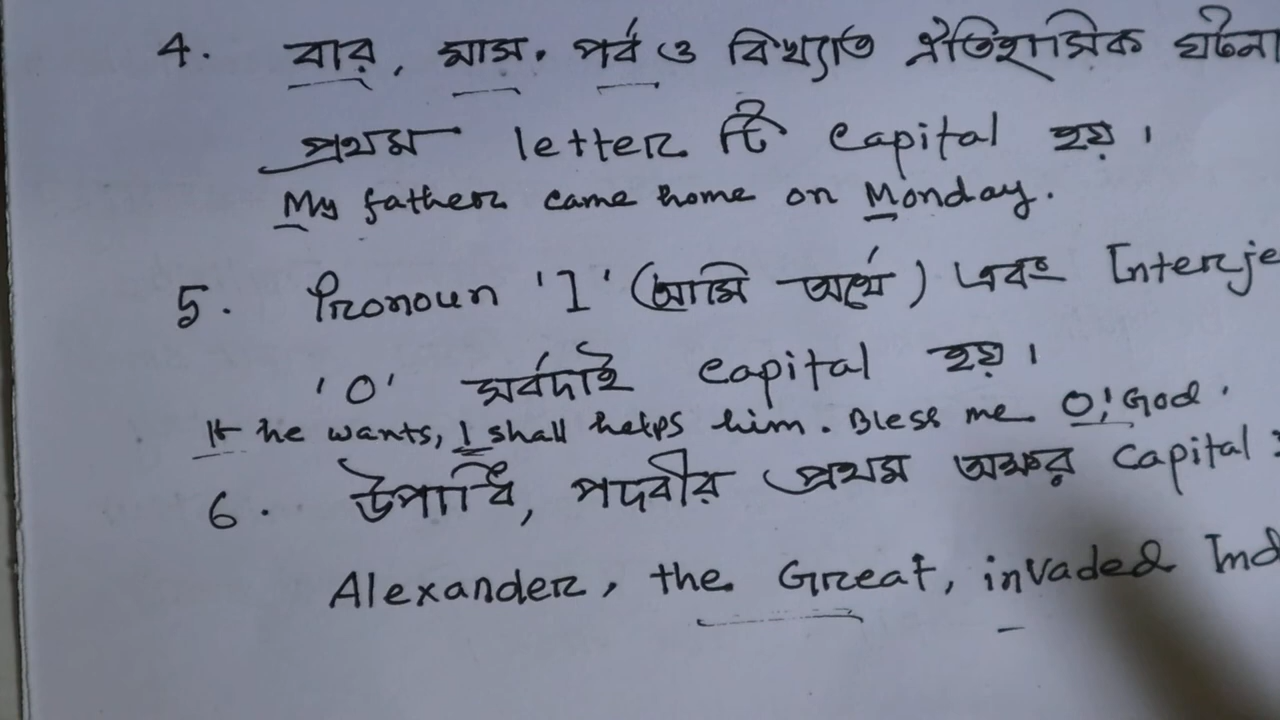 4. বার, মাস. পর্ব ও বিখ্যাত ঐতিহাসিক ঘটনা
প্রথম letter টি capital হয়।
My father came home on Monday.
5. Pronoun 'I' (আমি অর্থে) এবং Interje
'O' সর্বদাই capital হয়।
If he wants, I shall helps him. Bless me O! God.
6. উপাধি, পদবীর প্রথম অক্ষর capital
Alexander, the Great, invaded Ind